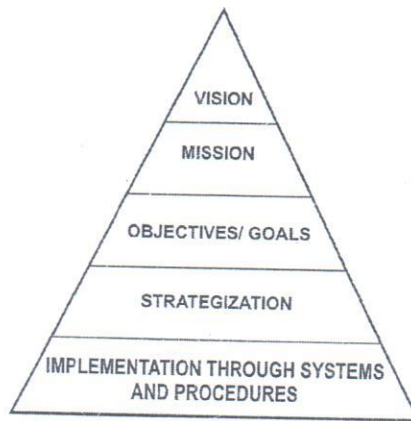 VISION
MISSION
OBJECTIVES/ GOALS
STRATEGIZATION
IMPLEMENTATION THROUGH SYSTEMS
AND PROCEDURES